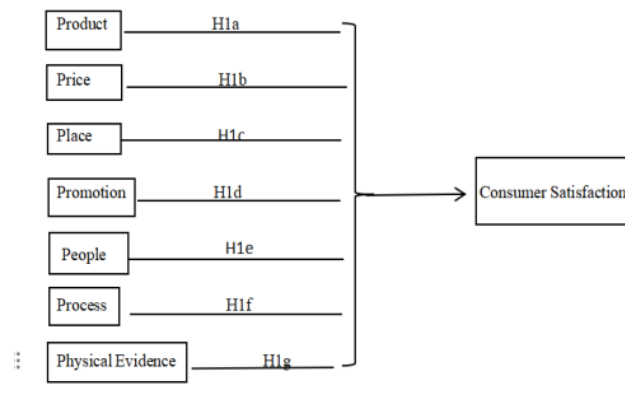 Product H1a
Price H1b
Place H1c
Promotion H1d
People H1e
Process H1f
Physical Evidence H1g
Consumer Satisfaction